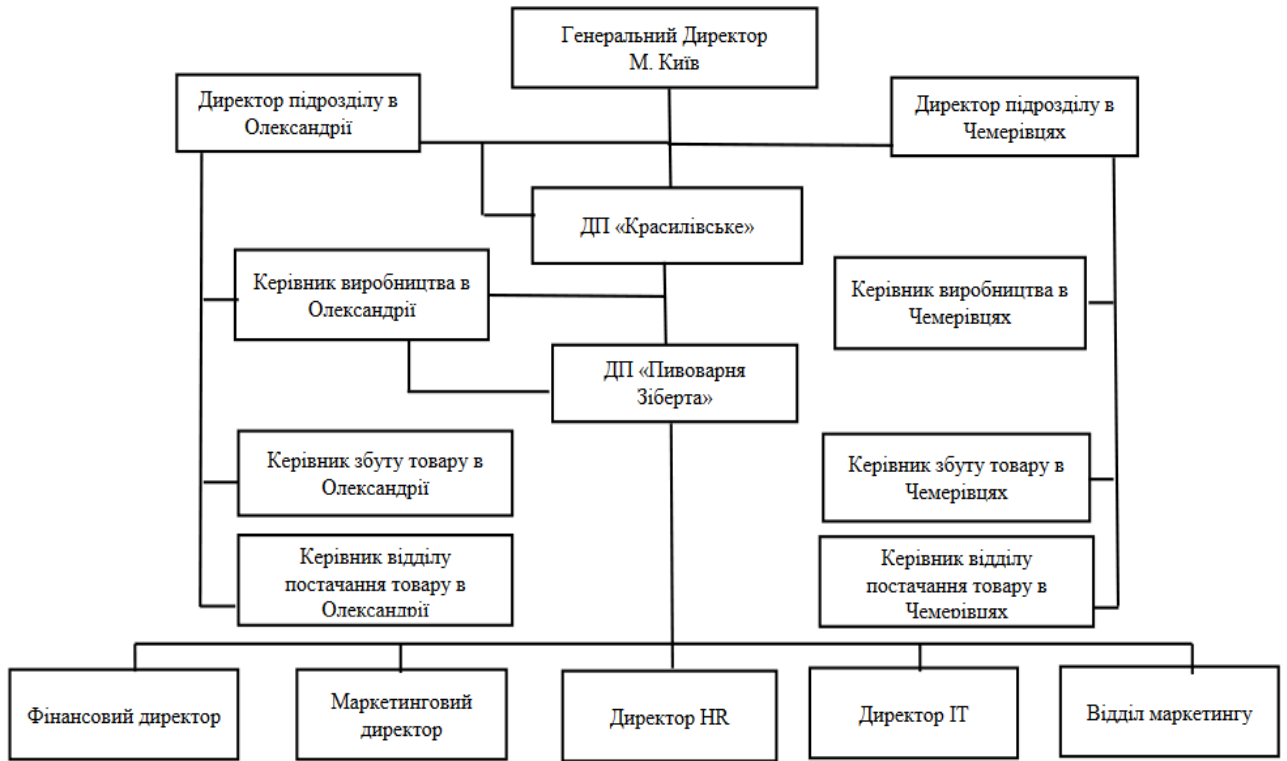 Генеральний Директор
М. Київ
Директор підрозділу в
Олександрії
Директор підрозділу в
Чемерівцях
ДП «Красилівське»
Керівник виробництва в
Олександрії
Керівник виробництва в
Чемерівцях
ДП «Пивоварня
Зіберта»
Керівник збуту товару в
Олександрії
Керівник збуту товару в
Чемерівцях
Керівник відділу
постачання товару в
Олександрії
Керівник відділу
постачання товару в
Чемерівцях
Фінансовий директор
Маркетинговий
директор
Директор HR
Директор ІТ
Відділ маркетингу